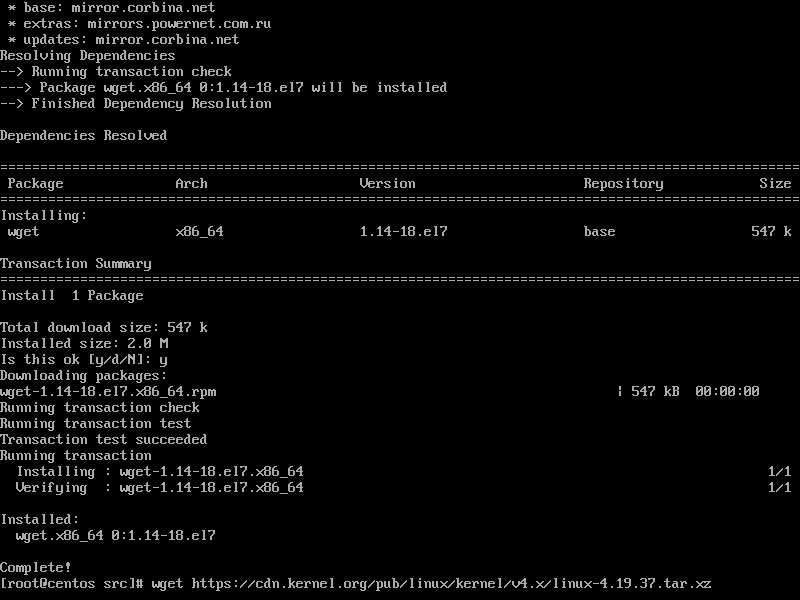 * base: mirror.corbina.net
* extras: mirrors.powernet.com.ru
* updates: mirror.corbina.net
Resolving Dependencies
--> Running transaction check
---> Package wget.x86_64 0:1.14-18.el7 will be installed
--> Finished Dependency Resolution
Dependencies Resolved
================================================================================
Package Arch Version Repository Size
================================================================================
Installing:
wget x86_64 1.14-18.el7 base 547 k
Transaction Summary
================================================================================
Install 1 Package
Total download size: 547 k
Installed size: 2.0 M
Is this ok [y/d/N]: y
Downloading packages:
wget-1.14-18.el7.x86_64.rpm | 547 kB 00:00:00
Running transaction check
Running transaction test
Transaction test succeeded
Running transaction
Installing : wget-1.14-18.el7.x86_64 1/1
Verifying : wget-1.14-18.el7.x86_64 1/1
Installed:
wget.x86_64 0:1.14-18.el7
Complete!
[root@centos src]# wget https://cdn.kernel.org/pub/linux/kernel/v4.x/linux-4.19.37.tar.xz